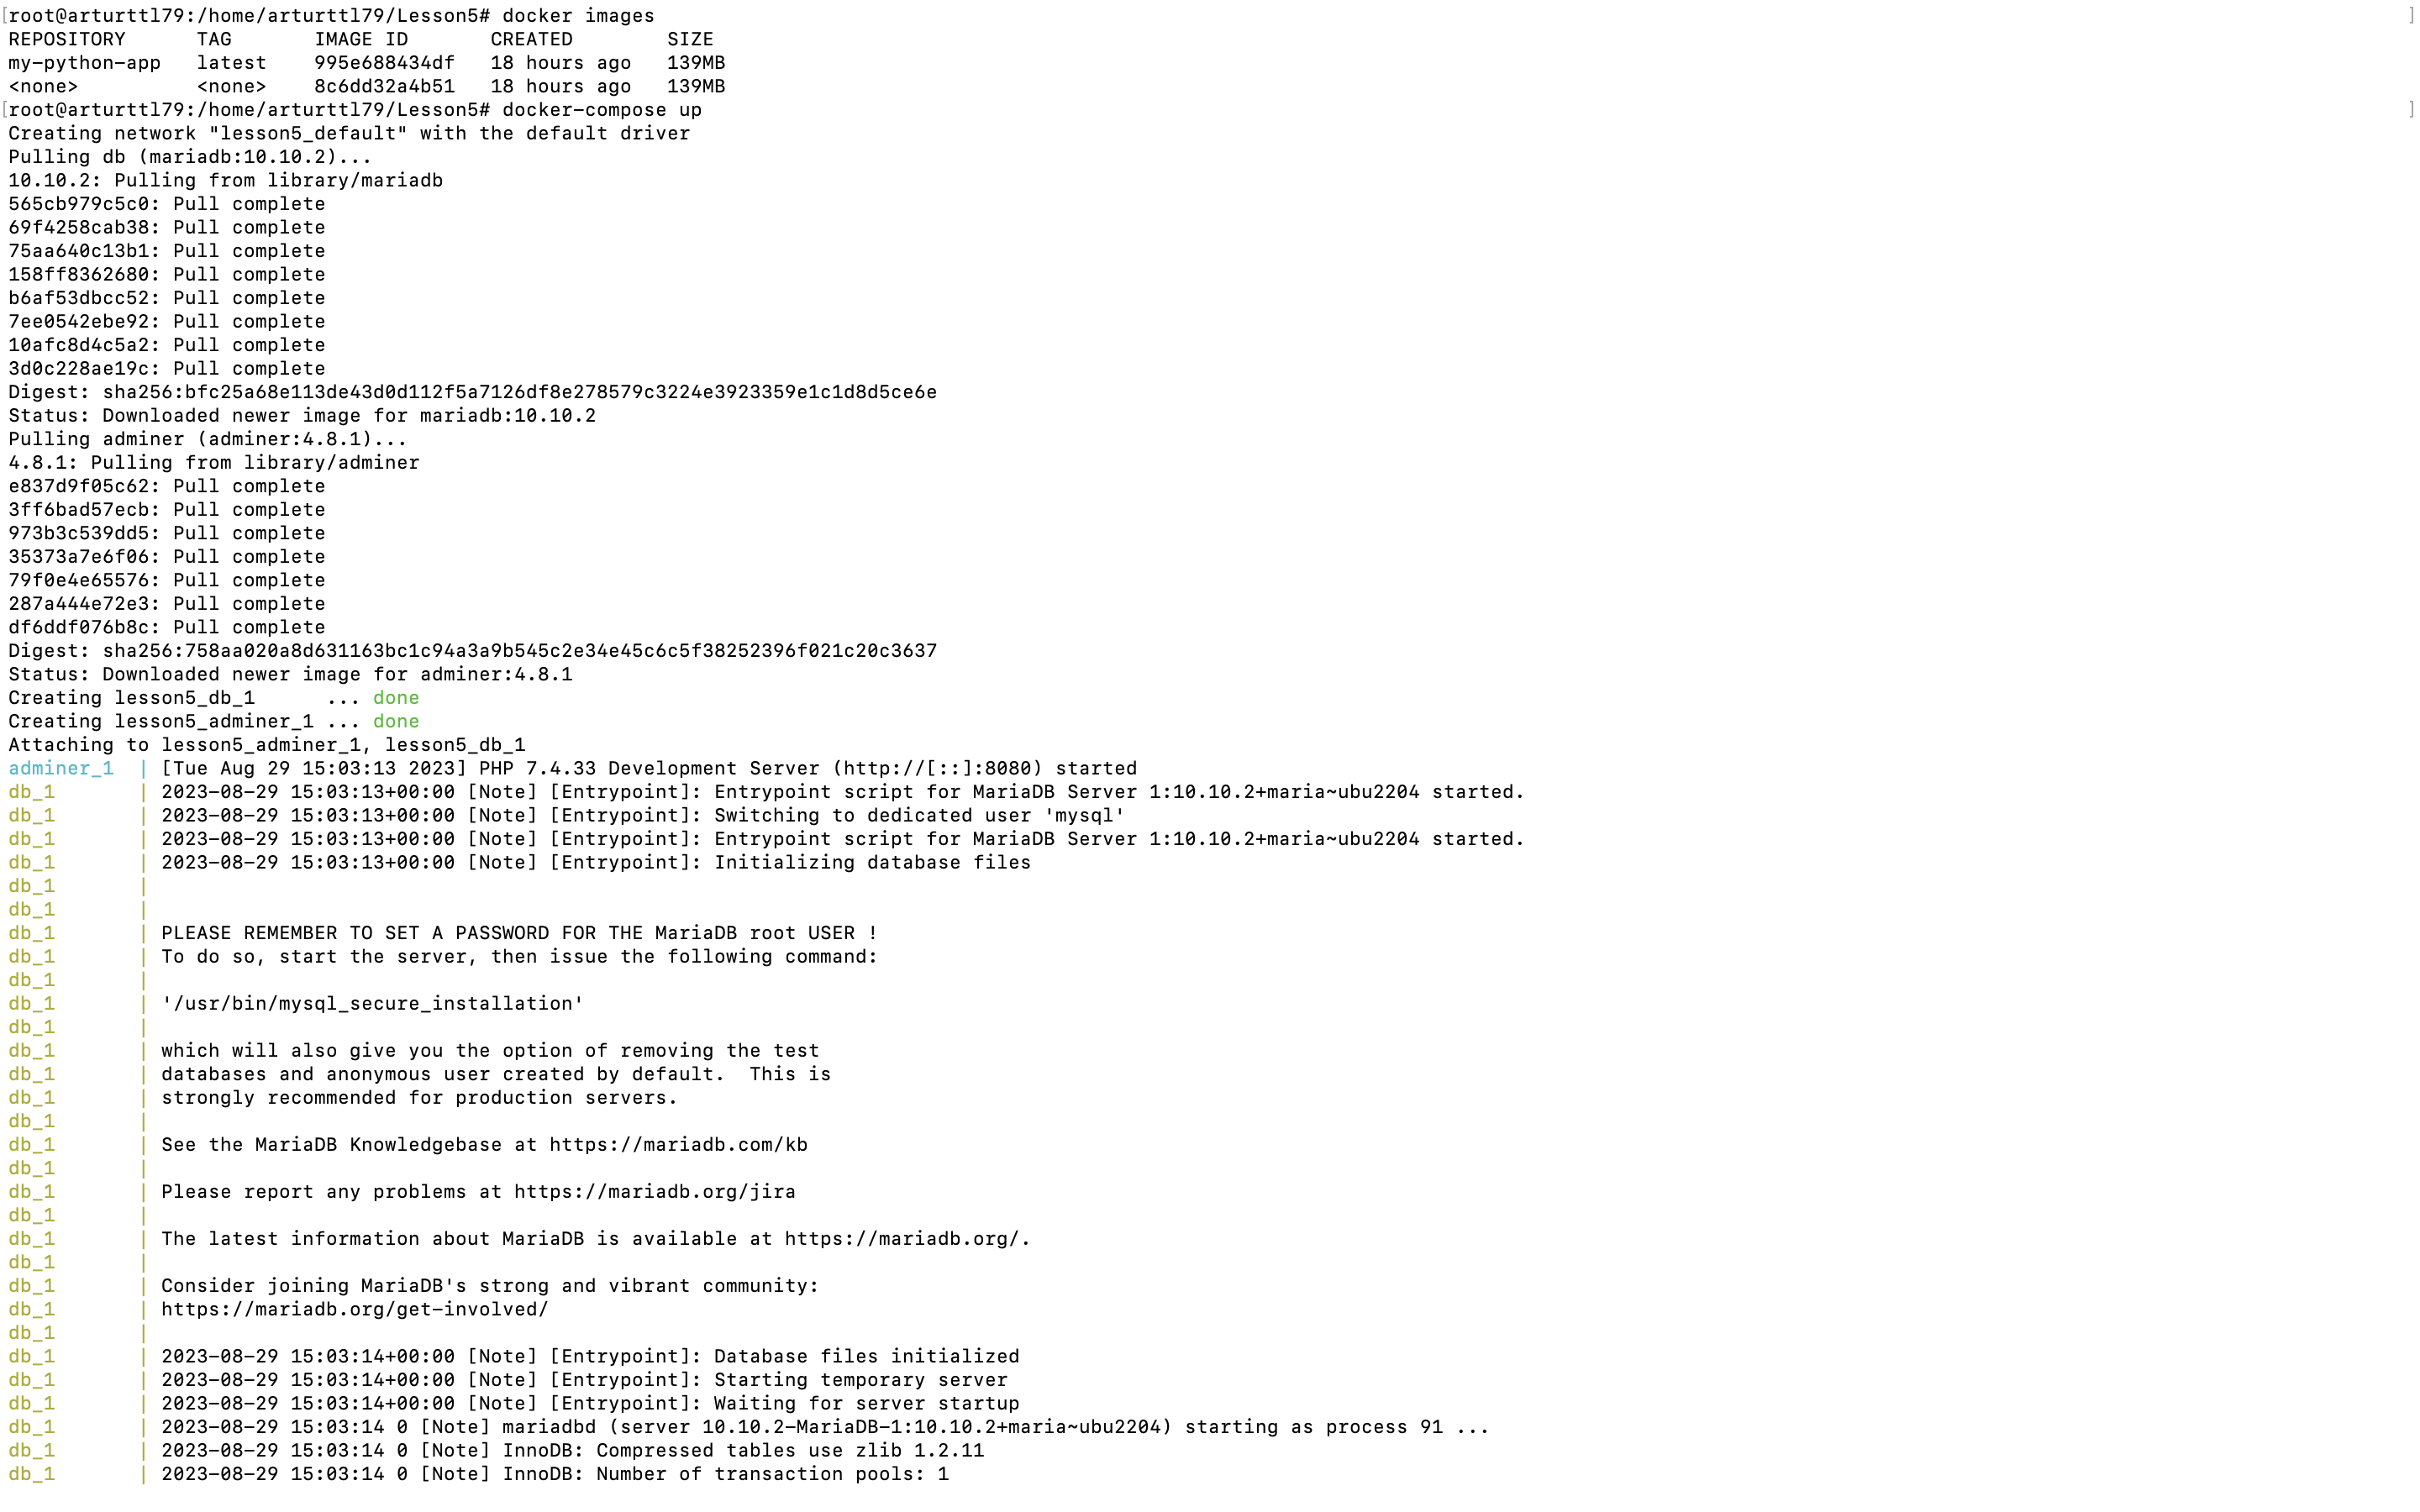 [root@arturttl79:/home/arturttl79/Lesson5# docker images ]
REPOSITORY      TAG       IMAGE ID       CREATED        SIZE
my-python-app   latest    995e688434df   18 hours ago   139MB
<none>          <none>    8c6dd32a4b51   18 hours ago   139MB
[root@arturttl79:/home/arturttl79/Lesson5# docker-compose up ]
Creating network "lesson5_default" with the default driver
Pulling db (mariadb:10.10.2)...
10.10.2: Pulling from library/mariadb
565cb979c5c0: Pull complete
69f4258cab38: Pull complete
75aa640c13b1: Pull complete
158ff8362680: Pull complete
b6af53dbcc52: Pull complete
7ee0542ebe92: Pull complete
10afc8d4c5a2: Pull complete
3d0c228ae19c: Pull complete
Digest: sha256:bfc25a68e113de43d0d112f5a7126df8e278579c3224e3923359e1c1d8d5ce6e
Status: Downloaded newer image for mariadb:10.10.2
Pulling adminer (adminer:4.8.1)...
4.8.1: Pulling from library/adminer
e837d9f05c62: Pull complete
3ff6bad57ecb: Pull complete
973b3c539dd5: Pull complete
35373a7e6f06: Pull complete
79f0e4e65576: Pull complete
287a444e72e3: Pull complete
df6ddf076b8c: Pull complete
Digest: sha256:758aa020a8d631163bc1c94a3a9b545c2e34e45c6c5f38252396f021c20c3637
Status: Downloaded newer image for adminer:4.8.1
Creating lesson5_db_1      ... done
Creating lesson5_adminer_1 ... done
Attaching to lesson5_adminer_1, lesson5_db_1
adminer_1  | [Tue Aug 29 15:03:13 2023] PHP 7.4.33 Development Server (http://[::]:8080) started
db_1       | 2023-08-29 15:03:13+00:00 [Note] [Entrypoint]: Entrypoint script for MariaDB Server 1:10.10.2+maria~ubu2204 started.
db_1       | 2023-08-29 15:03:13+00:00 [Note] [Entrypoint]: Switching to dedicated user 'mysql'
db_1       | 2023-08-29 15:03:13+00:00 [Note] [Entrypoint]: Entrypoint script for MariaDB Server 1:10.10.2+maria~ubu2204 started.
db_1       | 2023-08-29 15:03:13+00:00 [Note] [Entrypoint]: Initializing database files
db_1       |
db_1       |
db_1       | PLEASE REMEMBER TO SET A PASSWORD FOR THE MariaDB root USER !
db_1       | To do so, start the server, then issue the following command:
db_1       |
db_1       | '/usr/bin/mysql_secure_installation'
db_1       |
db_1       | which will also give you the option of removing the test
db_1       | databases and anonymous user created by default.  This is
db_1       | strongly recommended for production servers.
db_1       |
db_1       | See the MariaDB Knowledgebase at https://mariadb.com/kb
db_1       |
db_1       | Please report any problems at https://mariadb.org/jira
db_1       |
db_1       | The latest information about MariaDB is available at https://mariadb.org/.
db_1       |
db_1       | Consider joining MariaDB's strong and vibrant community:
db_1       | https://mariadb.org/get-involved/
db_1       |
db_1       | 2023-08-29 15:03:14+00:00 [Note] [Entrypoint]: Database files initialized
db_1       | 2023-08-29 15:03:14+00:00 [Note] [Entrypoint]: Starting temporary server
db_1       | 2023-08-29 15:03:14+00:00 [Note] [Entrypoint]: Waiting for server startup
db_1       | 2023-08-29 15:03:14 0 [Note] mariadbd (server 10.10.2-MariaDB-1:10.10.2+maria~ubu2204) starting as process 91 ...
db_1       | 2023-08-29 15:03:14 0 [Note] InnoDB: Compressed tables use zlib 1.2.11
db_1       | 2023-08-29 15:03:14 0 [Note] InnoDB: Number of transaction pools: 1